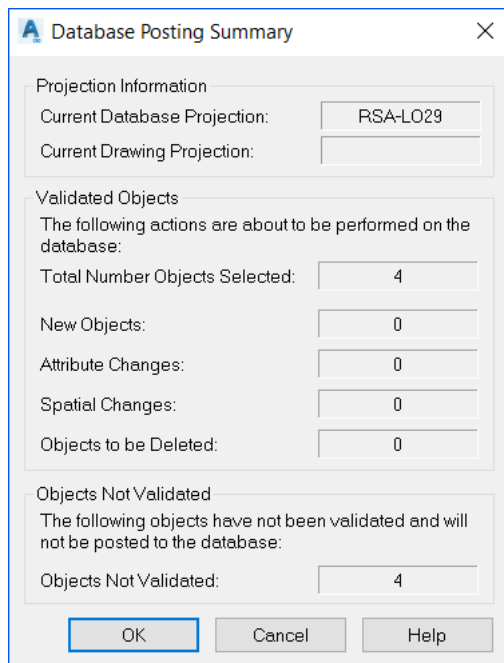 Database Posting Summary
Projection Information
Current Database Projection: RSA-LO29
Current Drawing Projection:
Validated Objects
The following actions are about to be performed on the
database:
Total Number Objects Selected: 4
New Objects: 0
Attribute Changes: 0
Spatial Changes: 0
Objects to be Deleted: 0
Objects Not Validated
The following objects have not been validated and will
not be posted to the database:
Objects Not Validated: 4
OK Cancel Help